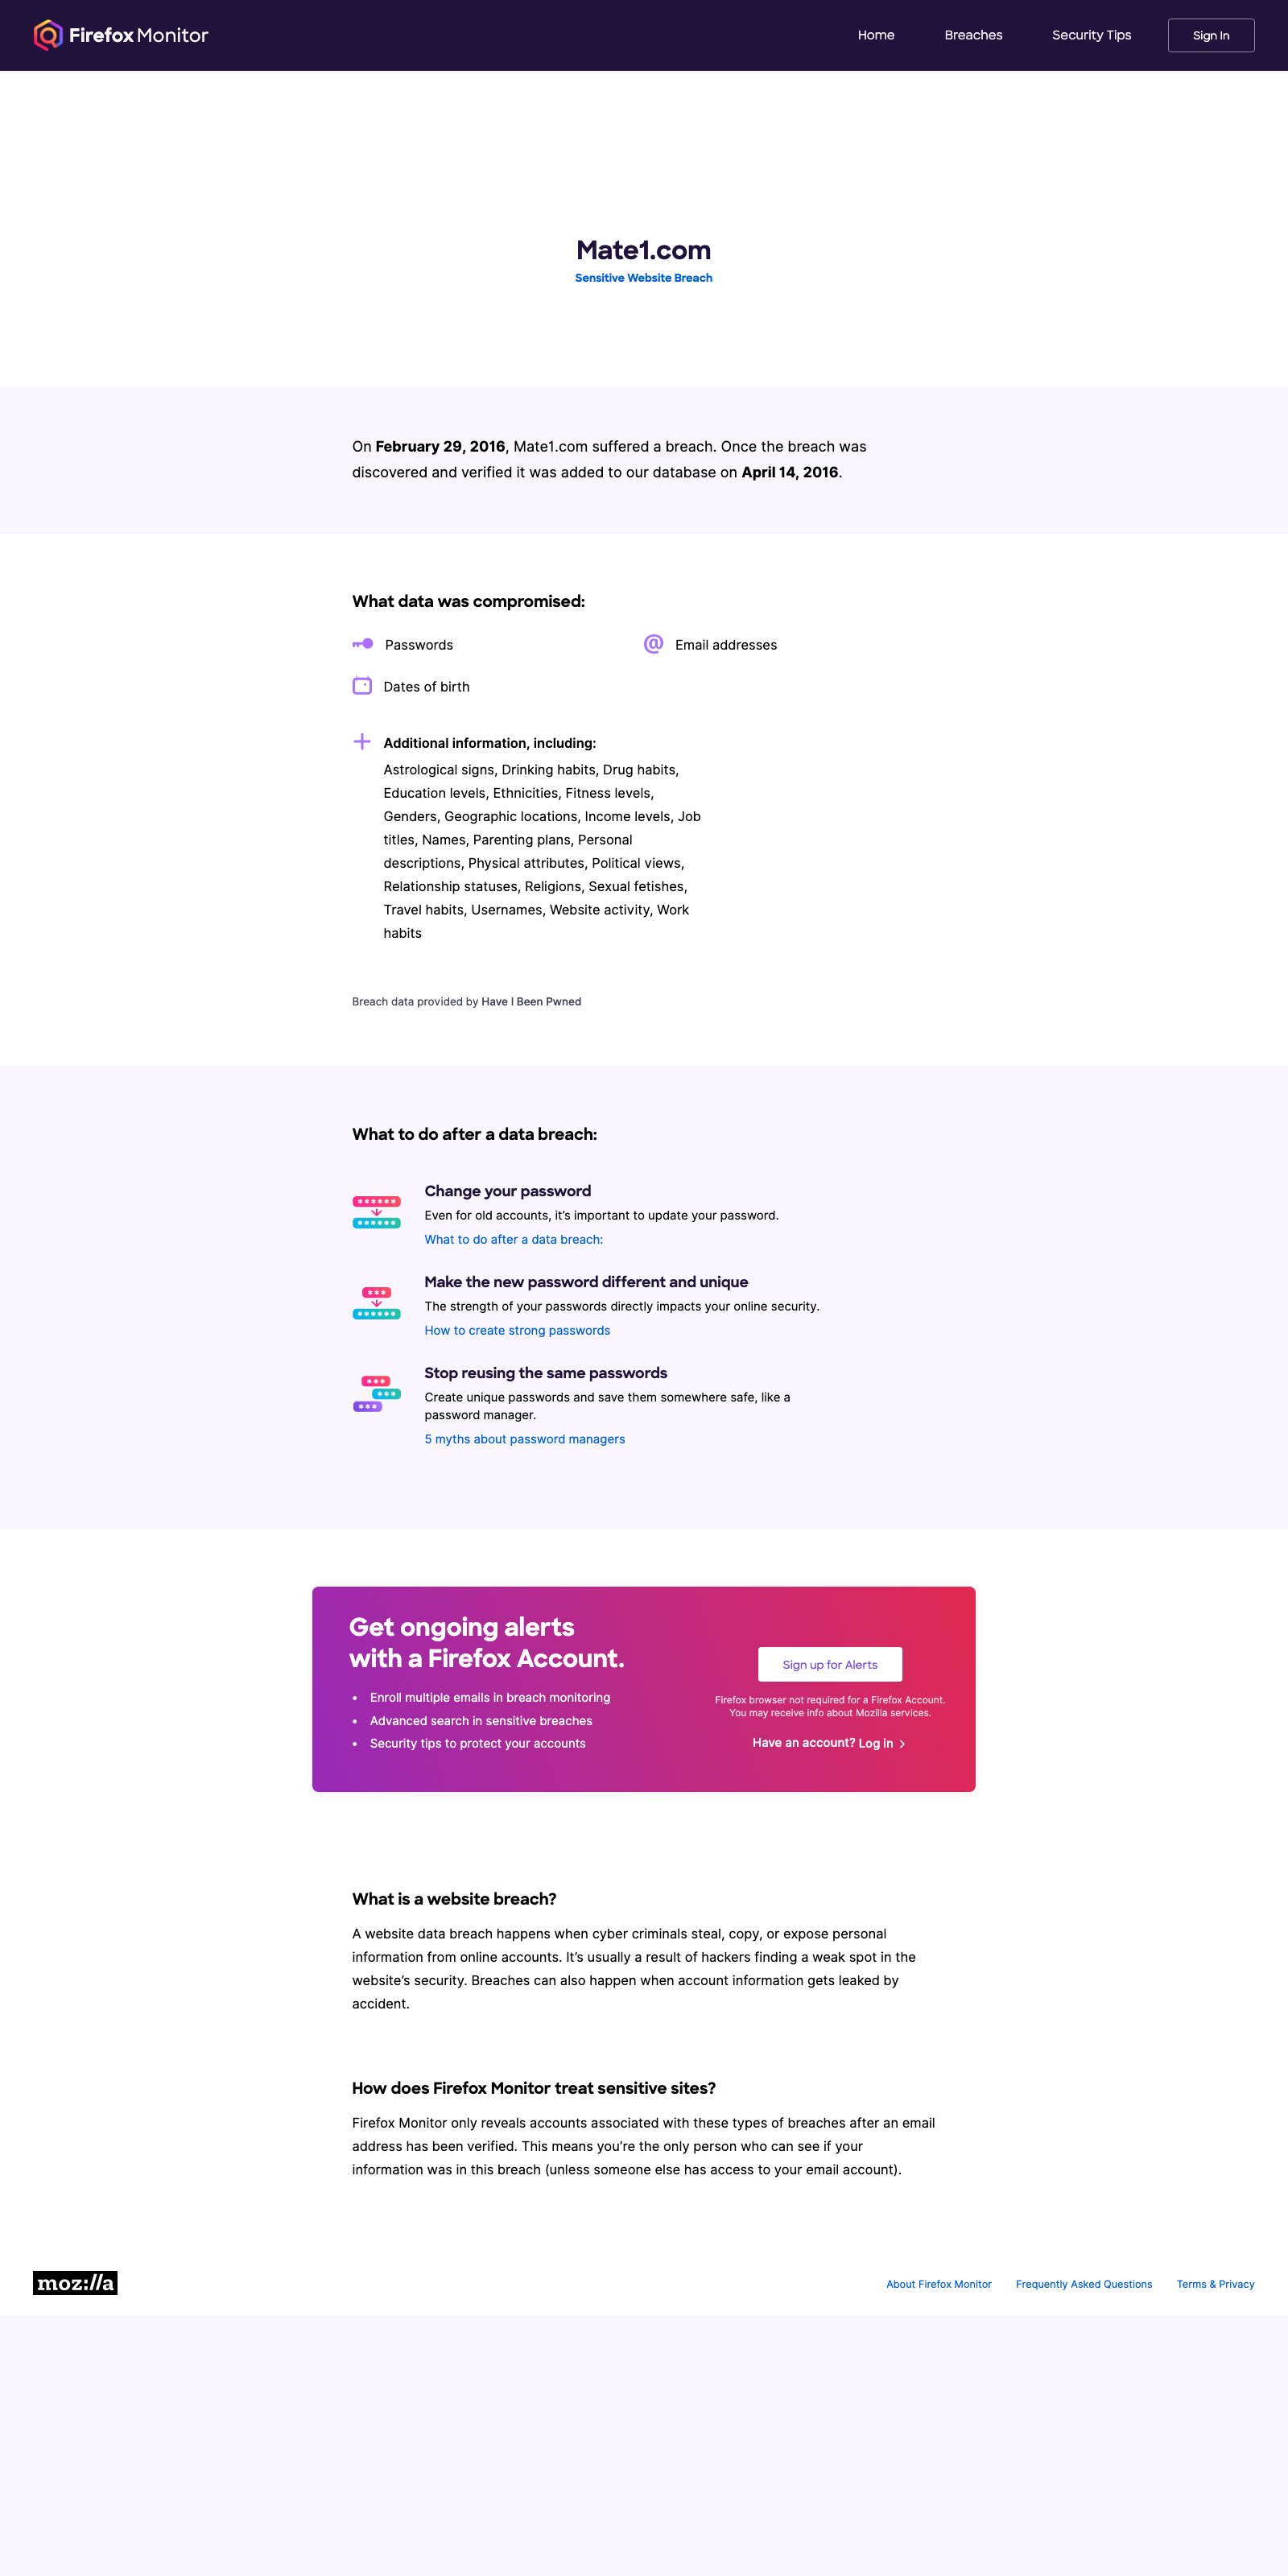 Firefox Monitor
Home
Breaches
Security Tips
Sign In
Mate1.com
Sensitive Website Breach
On February 29, 2016, Mate1.com suffered a breach. Once the breach was
discovered and verified it was added to our database on April 14, 2016.
What data was compromised:
Passwords
@ Email addresses
Dates of birth
Additional information, including:
Astrological signs, Drinking habits, Drug habits,
Education levels, Ethnicities, Fitness levels,
Genders, Geographic locations, Income levels, Job
titles, Names, Parenting plans, Personal
descriptions, Physical attributes, Political views,
Relationship statuses, Religions, Sexual fetishes,
Travel habits, Usernames, Website activity, Work
habits
Breach data provided by Have I Been Pwned
What to do after a data breach:
Change your password
Even for old accounts, it’s important to update your password.
What to do after a data breach:
Make the new password different and unique
The strength of your passwords directly impacts your online security.
How to create strong passwords
Stop reusing the same passwords
Create unique passwords and save them somewhere safe, like a
password manager.
5 myths about password managers
Get ongoing alerts
with a Firefox Account.
• Enroll multiple emails in breach monitoring
• Advanced search in sensitive breaches
• Security tips to protect your accounts
Sign up for Alerts
Firefox browser not required for a Firefox Account.
You may receive info about Mozilla services.
Have an account? Log in
What is a website breach?
A website data breach happens when cyber criminals steal, copy, or expose personal
information from online accounts. It’s usually a result of hackers finding a weak spot in the
website’s security. Breaches can also happen when account information gets leaked by
accident.
How does Firefox Monitor treat sensitive sites?
Firefox Monitor only reveals accounts associated with these types of breaches after an email
address has been verified. This means you’re the only person who can see if your
information was in this breach (unless someone else has access to your email account).
moz://a
About Firefox Monitor
Frequently Asked Questions
Terms & Privacy